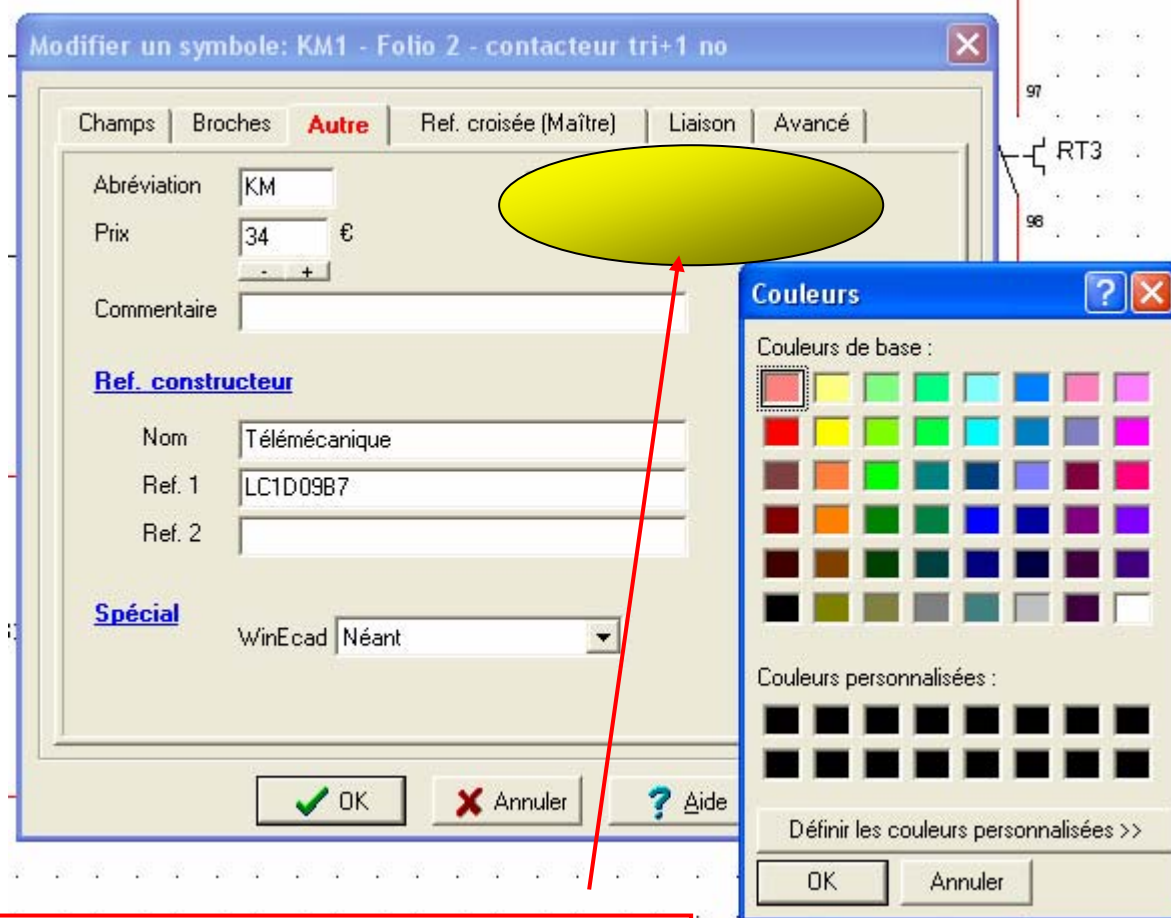 Modifier un symbole: KM1 - Folio 2 - contacteur tri+1 no
Champs Broches Autre Ref. croisée (Maître) Liaison Avancé
Abréviation KM
Prix 34 €
- +
Commentaire
Ref. constructeur
Nom Télémécanique
Ref. 1 LC1D09B7
Ref. 2
Spécial
WinEcad Néant
OK Annuler ? Aide
97
RT3
98
Couleurs ?
Couleurs de base :
Couleurs personnalisées :
Définir les couleurs personnalisées >>
OK Annuler